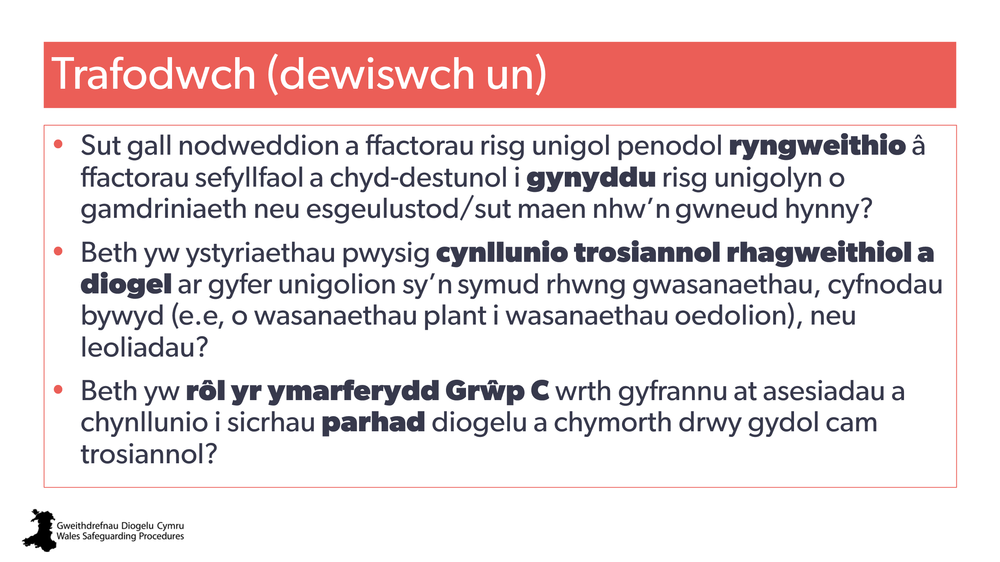 Trafodwch (dewiswch un)
• Sut gall nodweddion a ffactorau risg unigol penodol ryngweithio â
ffactorau sefyllfaol a chyd-destunol i gynyddu risg unigolyn o
gamdriniaeth neu esgeulustod/sut maen nhw’n gwneud hynny?
• Beth yw ystyriaethau pwysig cynllunio trosiannol rhagweithiol a
diogel ar gyfer unigolion sy’n symud rhwng gwasanaethau, cyfnodau
bywyd (e.e, o wasanaethau plant i wasanaethau oedolion), neu
leoliadau?
• Beth yw rôl yr ymarferydd Grŵp C wrth gyfrannu at asesiadau a
chynllunio i sicrhau parhad diogelu a chymorth drwy gydol cam
trosiannol?
Gweithdrefnau Diogelu Cymru
Wales Safeguarding Procedures